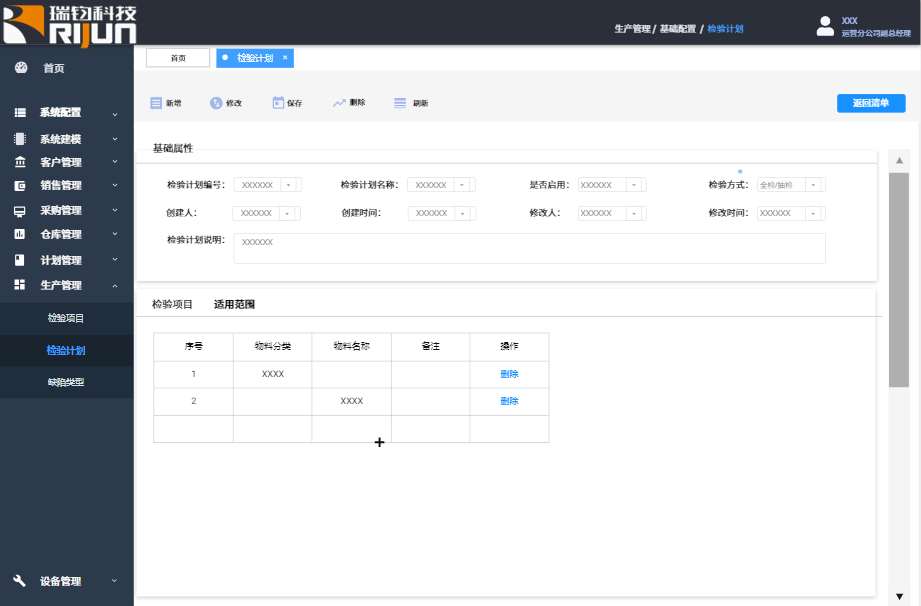 瑞钧科技
RIJUN
生产管理 / 基础配置 / 检验计划
XXX
运营分公司副总经理
首页
检验计划 ×
首页
系统配置
系统建模
客户管理
销售管理
采购管理
仓库管理
计划管理
生产管理
检验项目
检验计划
缺陷类型
设备管理
新增 修改 保存 删除 刷新
返回清单
基础属性
检验计划编号： XXXXXX 检验计划名称： XXXXXX 是否启用： XXXXXX 检验方式： 全检/抽检
创建人： XXXXXX 创建时间： XXXXXX 修改人： XXXXXX 修改时间： XXXXXX
检验计划说明： XXXXXX
检验项目 适用范围
序号 物料分类 物料名称 备注 操作
1 XXXX 删除
2 XXXX 删除